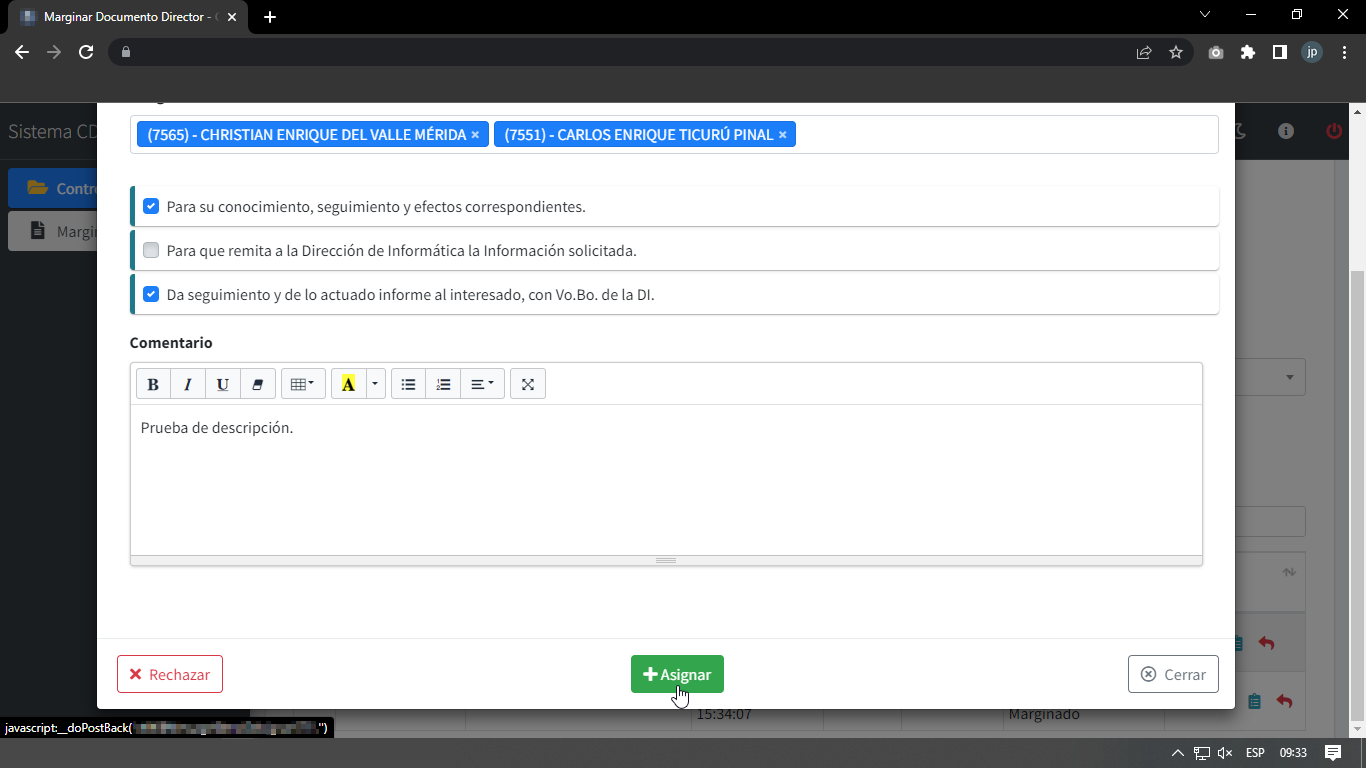 Marginar Documento Director -
jp
Sistema CD
Contro
Margin
(7565) - CHRISTIAN ENRIQUE DEL VALLE MÉRIDA × (7551) - CARLOS ENRIQUE TICURÚ PINAL ×
Para su conocimiento, seguimiento y efectos correspondientes.
Para que remita a la Dirección de Informática la Información solicitada.
Da seguimiento y de lo actuado informe al interesado, con Vo.Bo. de la DI.
Comentario
B I U A
Prueba de descripción.
Rechazar
Asignar
Cerrar
15:34:07 Marginado
javascript:__doPostBack( ")
ESP 09:33